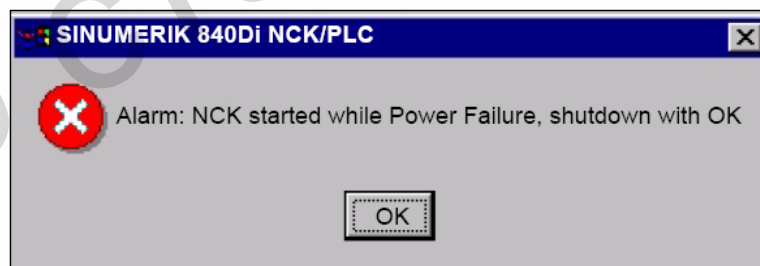 SINUMERIK 840Di NCK/PLC
Alarm: NCK started while Power Failure, shutdown with OK
OK